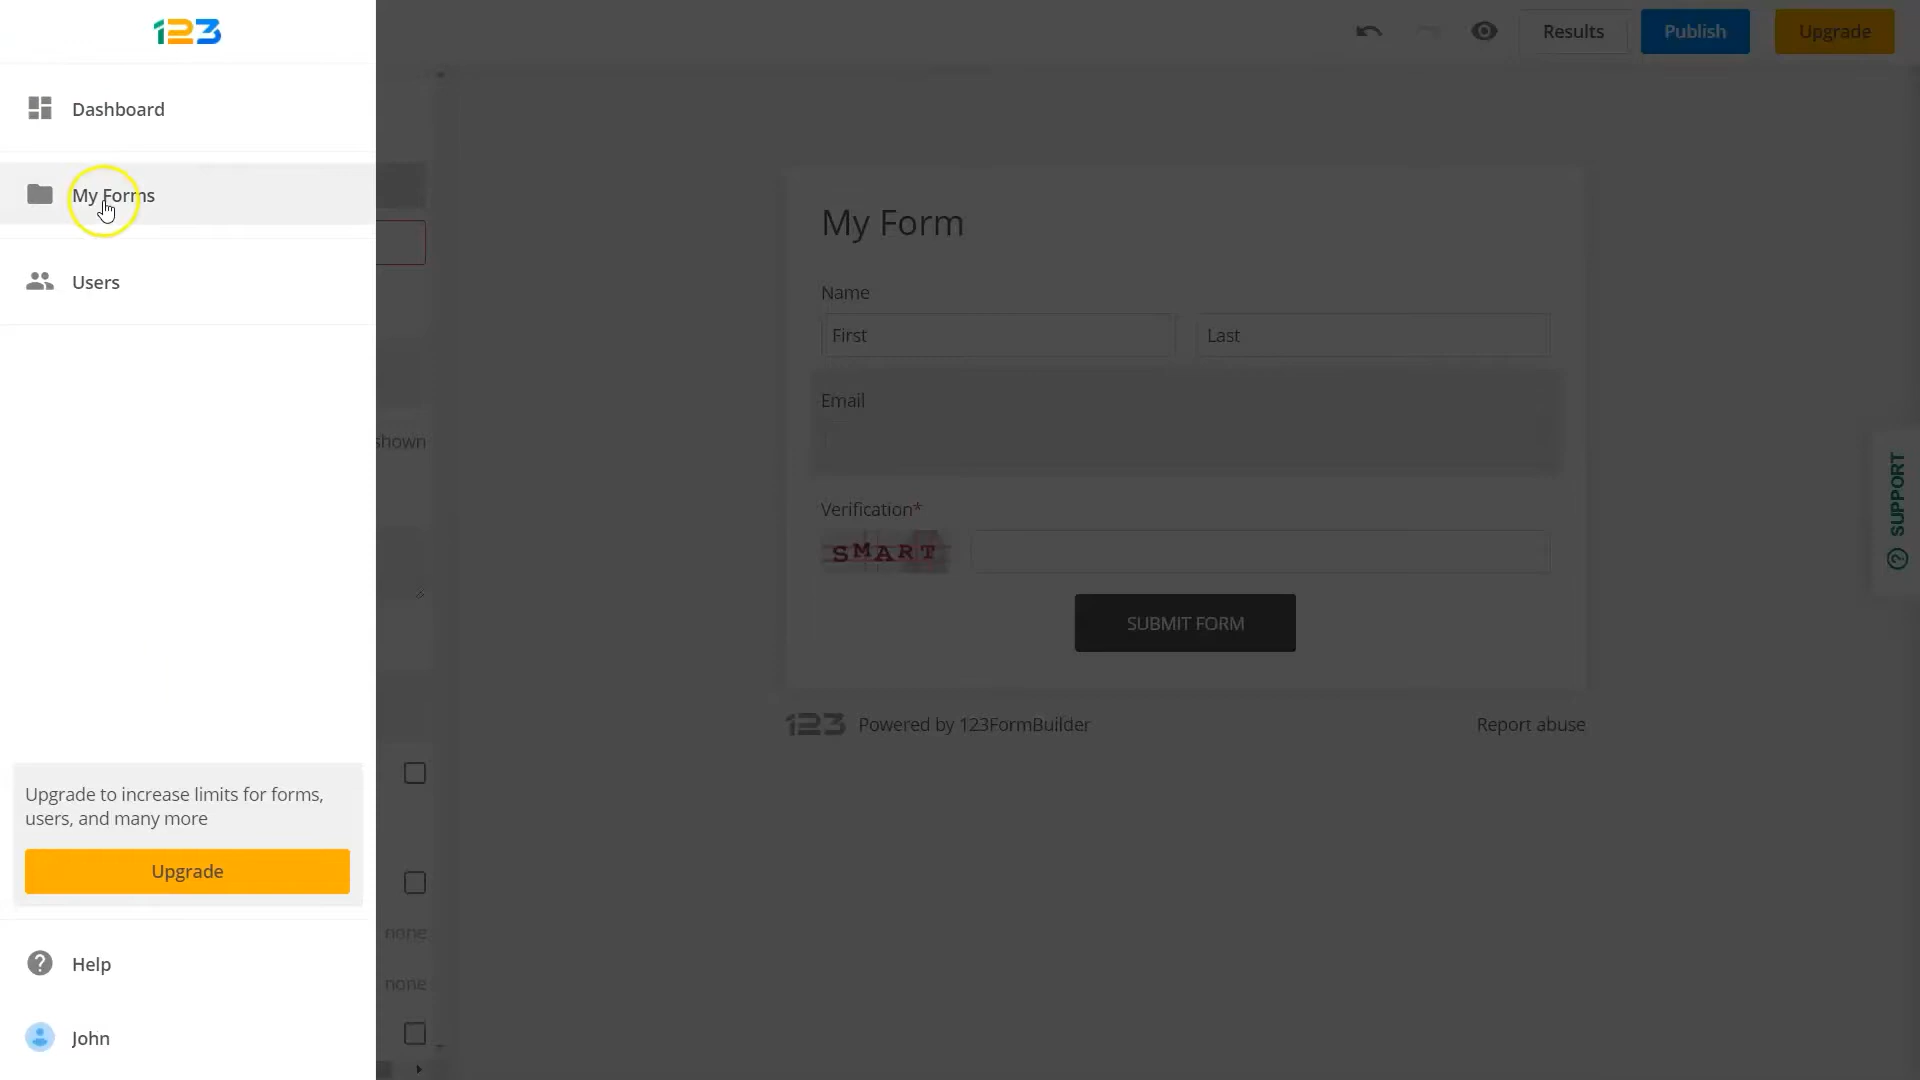 123
Dashboard
My Forms
Users
Upgrade to increase limits for forms,
users, and many more
Upgrade
Help
John
Results
Publish
Upgrade
shown
none
none
My Form
Name
First
Last
Email
Verification*
SMART
SUBMIT FORM
123 Powered by 123FormBuilder
Report abuse
SUPPORT